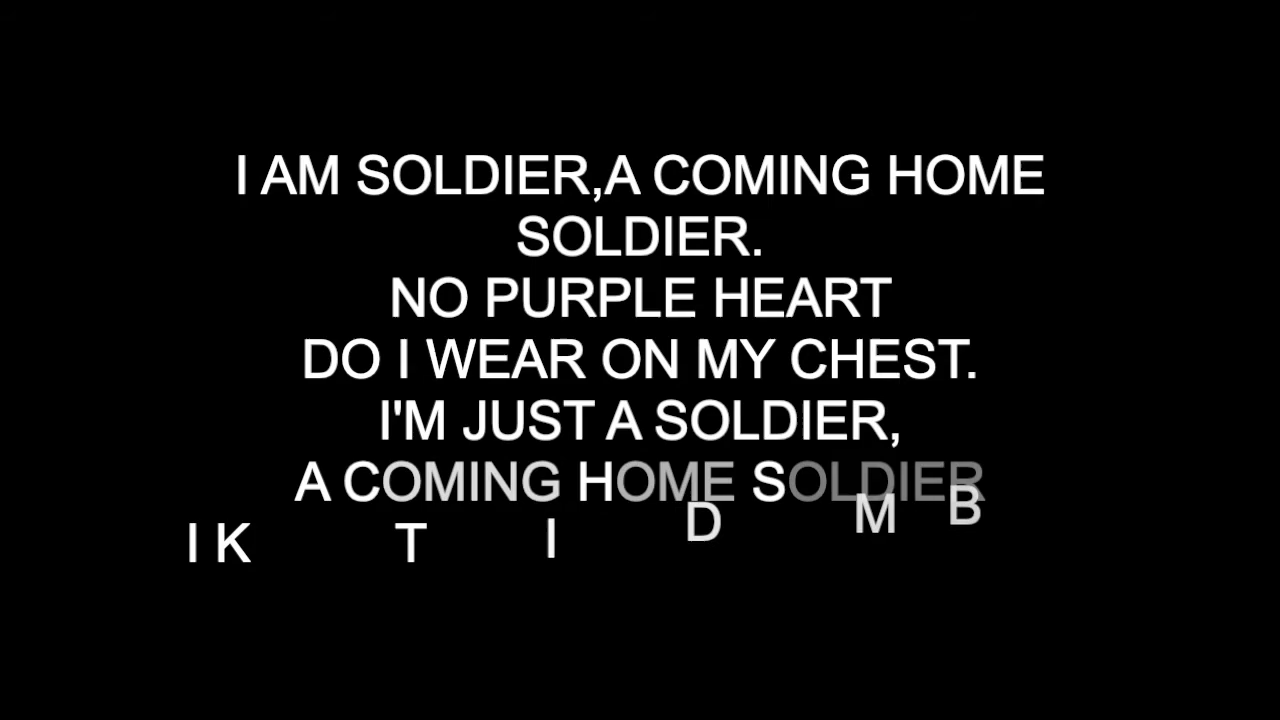 I AM SOLDIER,A COMING HOME
SOLDIER.
NO PURPLE HEART
DO I WEAR ON MY CHEST.
I'M JUST A SOLDIER,
A COMING HOME SOLDIER
I K T I D M B